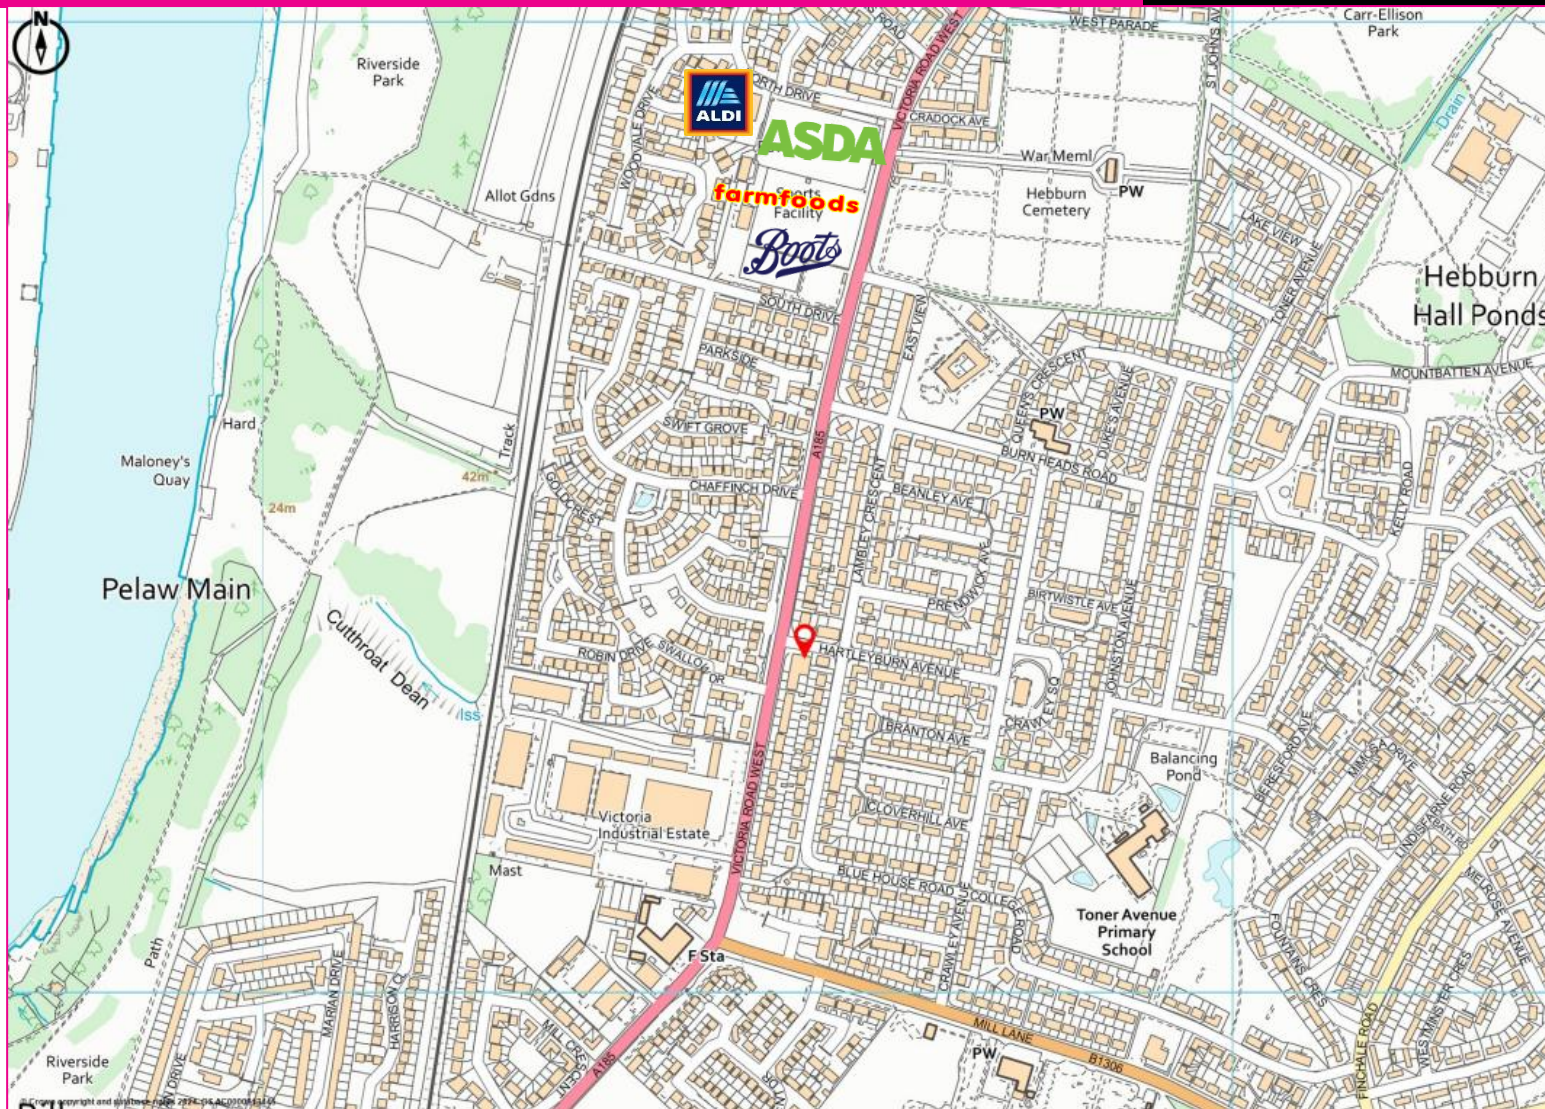 N
Riverside
Park
ROAD
VICTORIA ROAD WEST
WEST PARADE
ST JOHN'S AV
Carr-Ellison
Park
ALDI
ORTH DRIVE
ASDA
CRADOCK AVE
Drain
WOODVALE DRIVE
War Meml
PW
Allot Gdns
farmfoods
Sports
Facility
Hebburn
Cemetery
LAKE VIEW
Boots
TONER AVENUE
Hebburn
Hall Ponds
SOUTH DRIVE
EAST VIEW
PARKSIDE
QUEEN'S CRESCENT
DUKE'S AVENUE
MOUNTBATTEN AVENUE
Hard
Track
SWIFT GROVE
A185
PW
BURN HEADS ROAD
Maloney's
Quay
42m
24m
GOLDCREST
CHAFFINCH DRIVE
LAMBLEY CRESCENT
BEANLEY AVE
KELLY ROAD
Pelaw Main
Cutthroat Dean
PRENDWICK AVE
BIRTWISTLE AVE
JOHNSTON AVENUE
ROBIN DRIVE
SWALLOW DR
HARTLEYBURN AVENUE
Iss
CRAWLEY SQ
BRANTON AVE
VICTORIA ROAD WEST
Balancing
Pond
BERESFORD AVE
MIMOSA DRIVE
LINDISFARNE ROAD
Victoria
Industrial Estate
CLOVERHILL AVE
Mast
BLUE HOUSE ROAD
COLLEGE ROAD
CRAWLEY AVENUE
Toner Avenue
Primary
School
MELROSE AVENUE
FOUNTAINS CRES
Path
F Sta
MARIAN DRIVE
HARRISON
WESTMINSTER CRES
FINCHALE ROAD
MILL LANE
B1306
PW
A185
Riverside
Park
N DRIVE